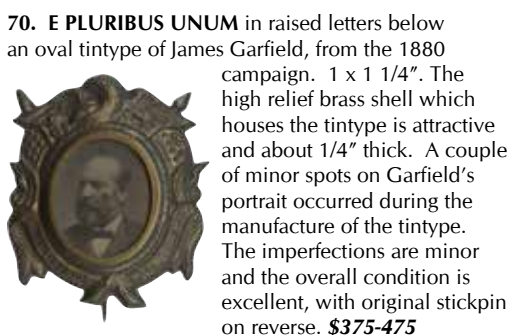 70. E PLURIBUS UNUM in raised letters below
an oval tintype of James Garfield, from the 1880
campaign. 1 x 1 1/4″. The
high relief brass shell which
houses the tintype is attractive
and about 1/4″ thick. A couple
of minor spots on Garfield's
portrait occurred during the
manufacture of the tintype.
The imperfections are minor
and the overall condition is
excellent, with original stickpin
on reverse. $375-475